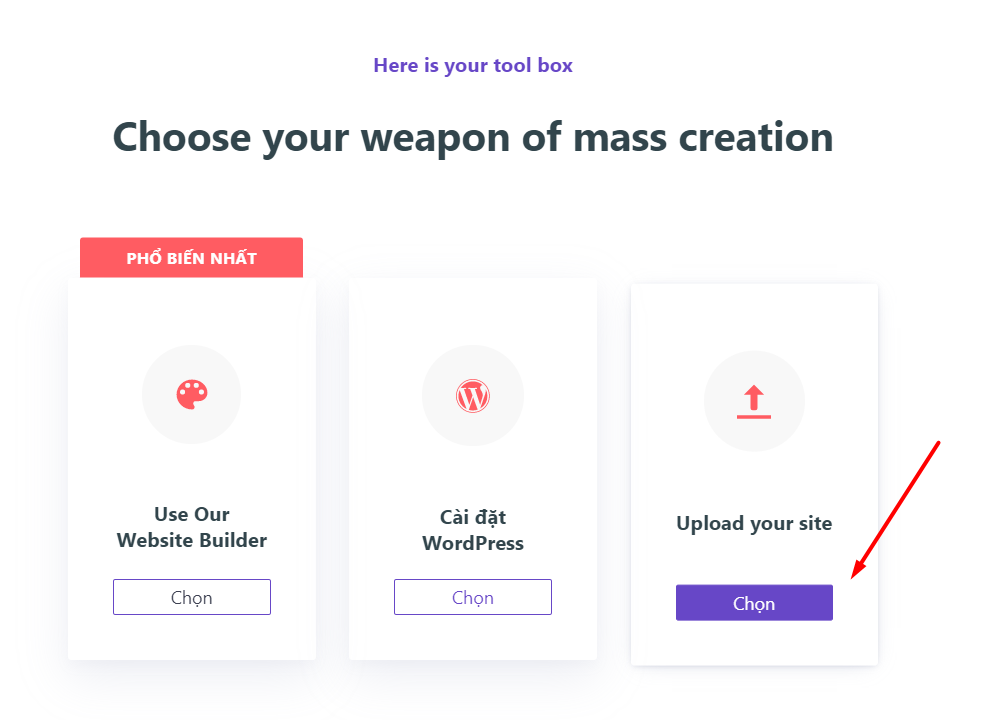 Here is your tool box
Choose your weapon of mass creation
PHỔ BIẾN NHẤT
Use Our
Website Builder
Chọn
Cài đặt
WordPress
Chọn
Upload your site
Chọn